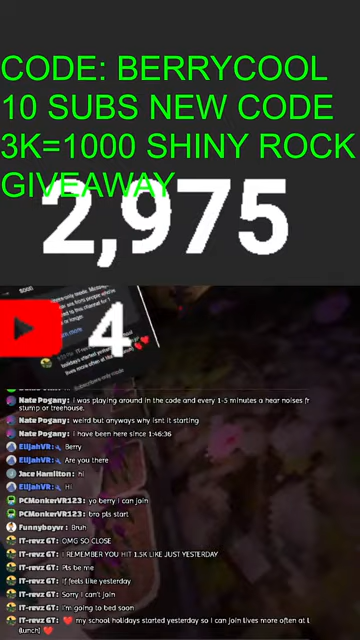 CODE: BERRYCOOL
10 SUBS NEW CODE
3K=1000 SHINY ROCK
GIVEAWAY
2,975
4
Subscribers-only mode
Nate Pogany: i was playing around in the code and every 1-5 minutes a hear noises fr
stump or treehouse.
Nate Pogany: weird but anyways why isnt it starting
Nate Pogany: i have been here since 1:46:36
ElijahVR: Berry
ElijahVR: Are you there
Jace Hamilton: hi
ElijahVR: Hi
PCMonkerVR123: yo berry I can join
PCMonkerVR123: bro pls start
Funnyboyvr: Bruh
IT-revz GT: OMG SO CLOSE
IT-revz GT: I REMEMBER YOU HIT 1.5K LIKE JUST YESTERDAY
IT-revz GT: Pls be me
IT-revz GT: If feels like yesterday
IT-revz GT: Sorry I can't join
IT-revz GT: I'm going to bed soon
IT-revz GT: ❤️ my school holidays started yesterday so I can join lives more often at l
(lunch) ❤️